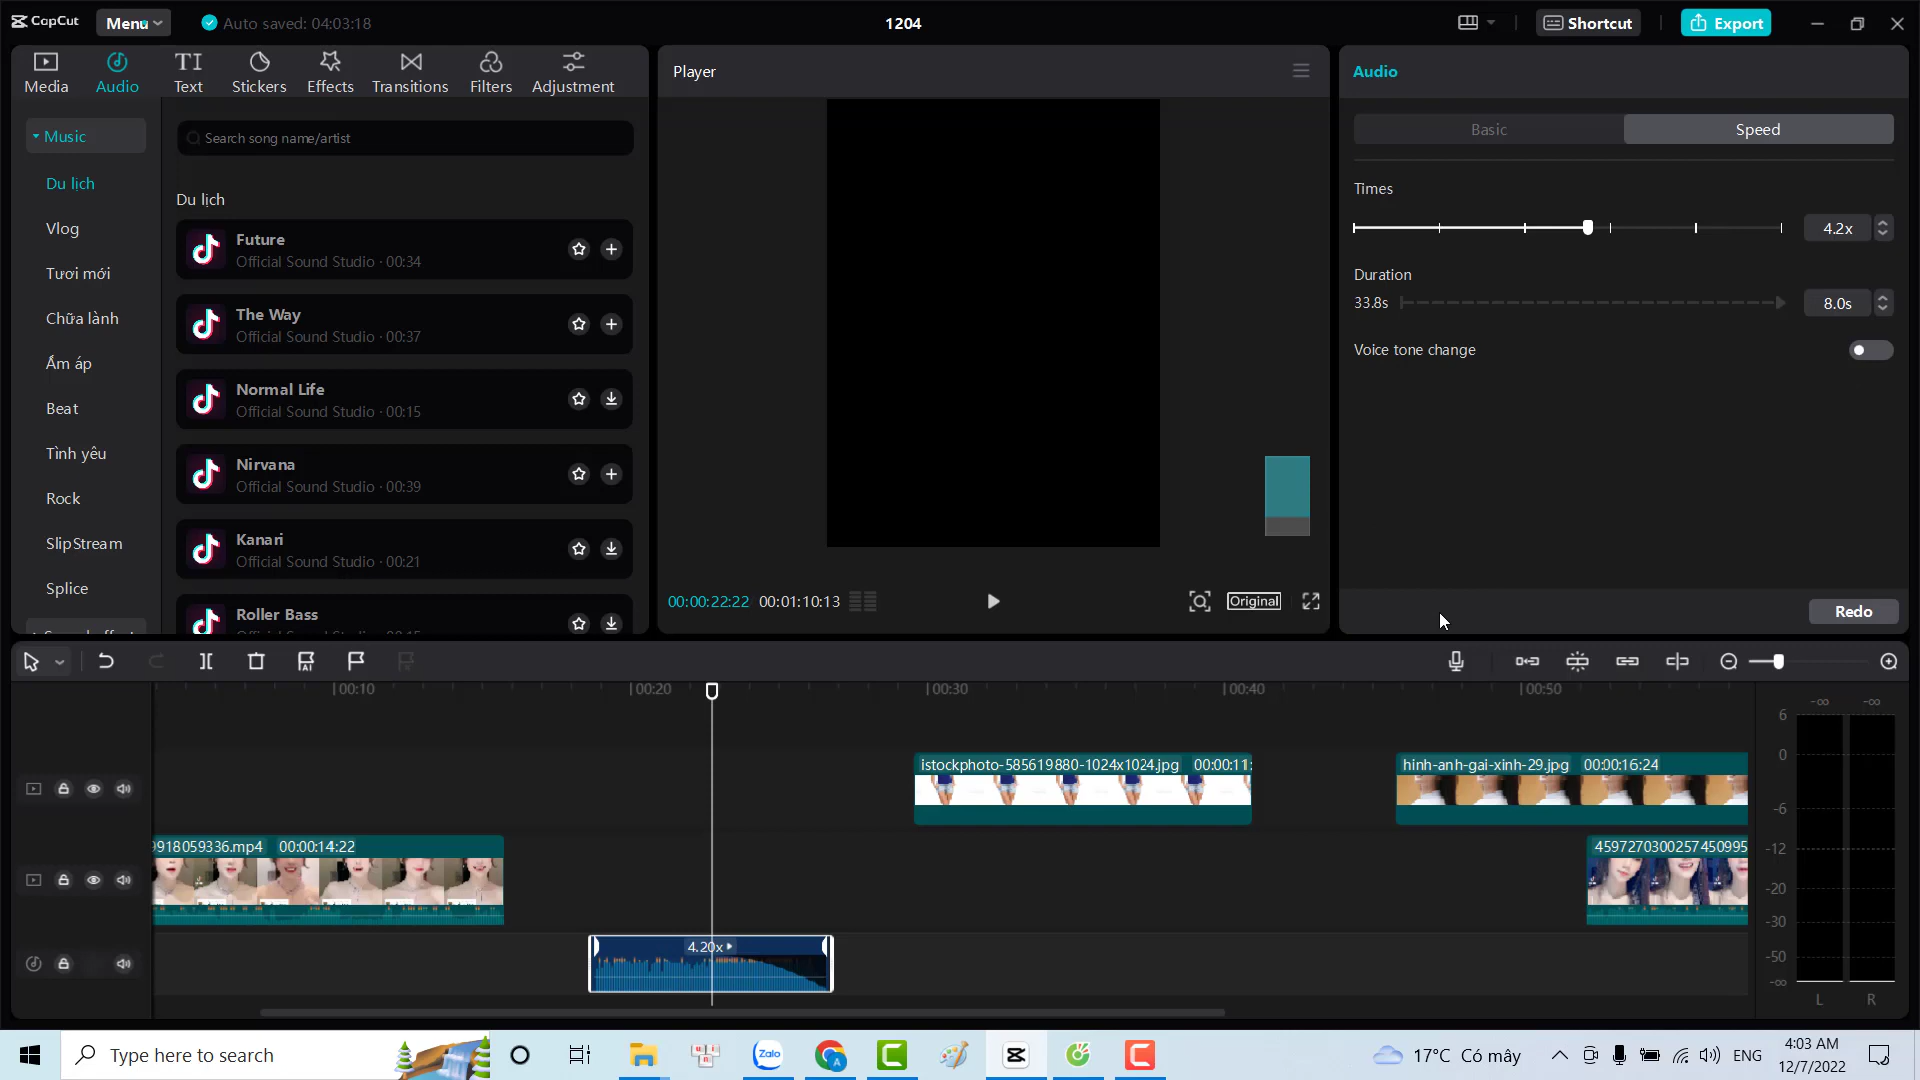 CapCut
Menu
Auto saved: 04:03:18
1204
Shortcut
Export
Media
Audio
Text
Stickers
Effects
Transitions
Filters
Adjustment
Music
Du lịch
Vlog
Tươi mới
Chữa lành
Ấm áp
Beat
Tình yêu
Rock
SlipStream
Splice
Search song name/artist
Du lịch
Future
Official Sound Studio · 00:34
The Way
Official Sound Studio · 00:37
Normal Life
Official Sound Studio · 00:15
Nirvana
Official Sound Studio · 00:39
Kanari
Official Sound Studio · 00:21
Roller Bass
Player
00:00:22:22
00:01:10:13
Original
Audio
Basic
Speed
Times
4.2x
Duration
33.8s
8.0s
Voice tone change
Redo
00:10
00:20
00:30
00:40
00:50
istockphoto-585619880-1024x1024.jpg 00:00:11:
hinh-anh-gai-xinh-29.jpg 00:00:16:24
9918059336.mp4 00:00:14:22
4597270300257450995
4.20x
-∞ -∞
6
0
-6
-12
-20
-30
-50
-∞
L R
Type here to search
Zalo
17°C Có mây
ENG
4:03 AM
12/7/2022